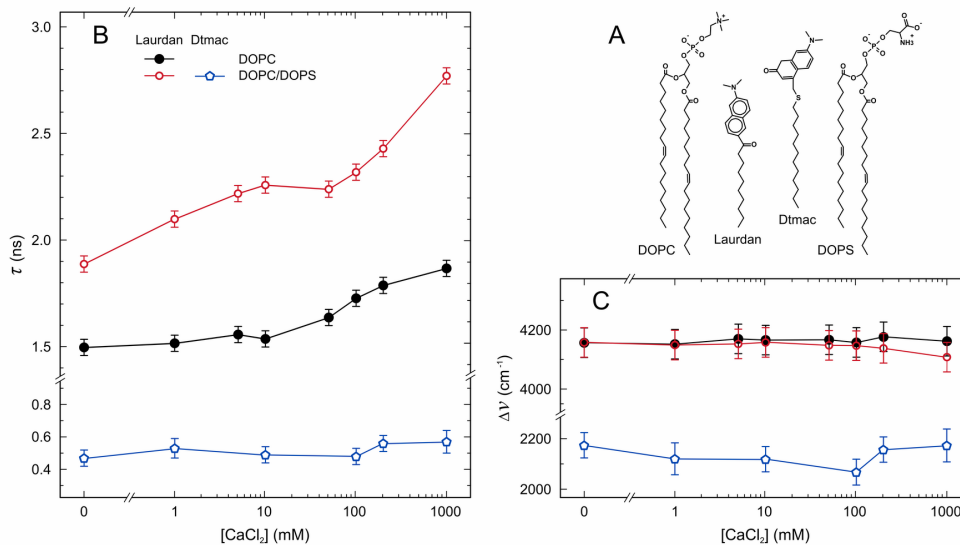 B
Laurdan Dtmac
DOPC
DOPC/DOPS
3.0
2.5
2.0
1.5
0.8
0.6
0.4
τ (ns)
0
1
10
100
1000
[CaCl₂] (mM)
A
DOPC
Laurdan
Dtmac
DOPS
O⁻
O
P
O
O
N⁺
O
O
O
O
N
O
N
O
O
S
O⁻
O
P
O
O
O
O⁻
NH₃⁺
O
O
O
O
C
4200
4000
2200
2000
Δν (cm⁻¹)
0
1
10
100
1000
[CaCl₂] (mM)